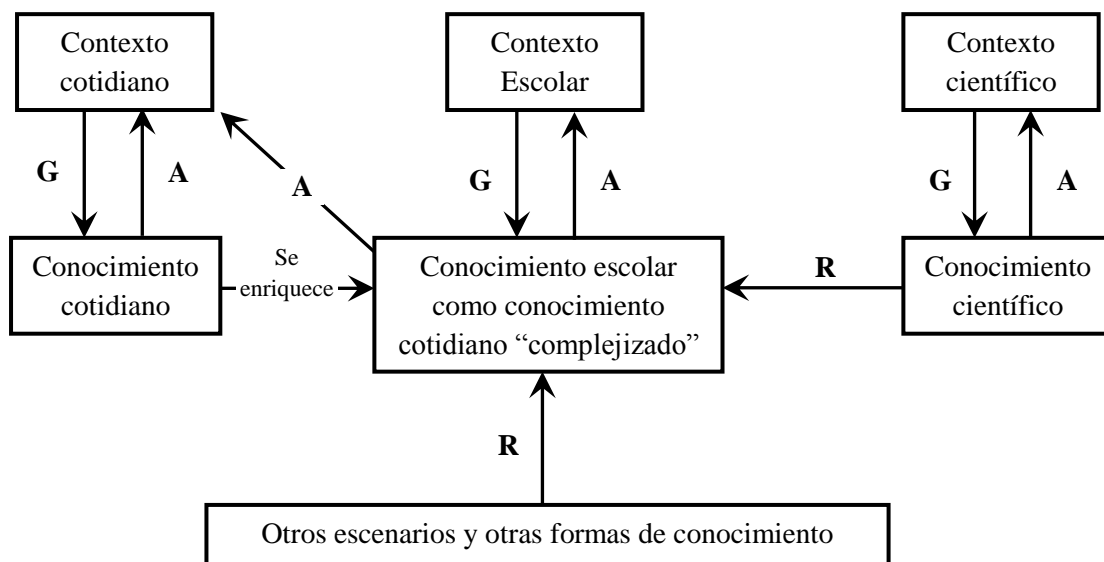 Contexto
cotidiano
Contexto
Escolar
Contexto
científico
G
A
A
G
A
G
A
Conocimiento
cotidiano
Se
enriquece
Conocimiento escolar
como conocimiento
cotidiano “complejizado”
R
Conocimiento
científico
R
Otros escenarios y otras formas de conocimiento